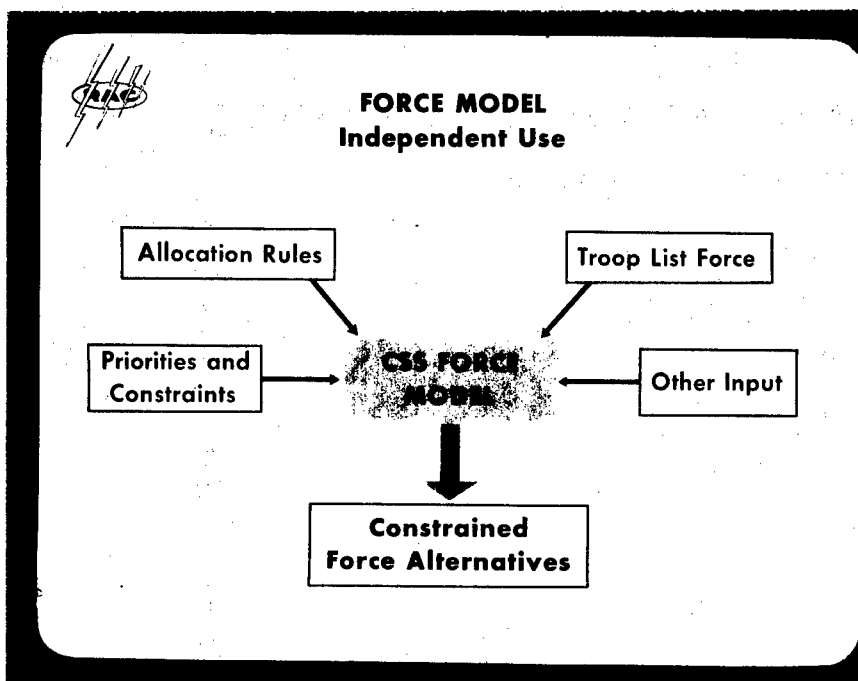 FORCE MODEL
Independent Use
Allocation Rules
Troop List Force
Priorities and
Constraints
CSS FORCE
MODEL
Other Input
Constrained
Force Alternatives